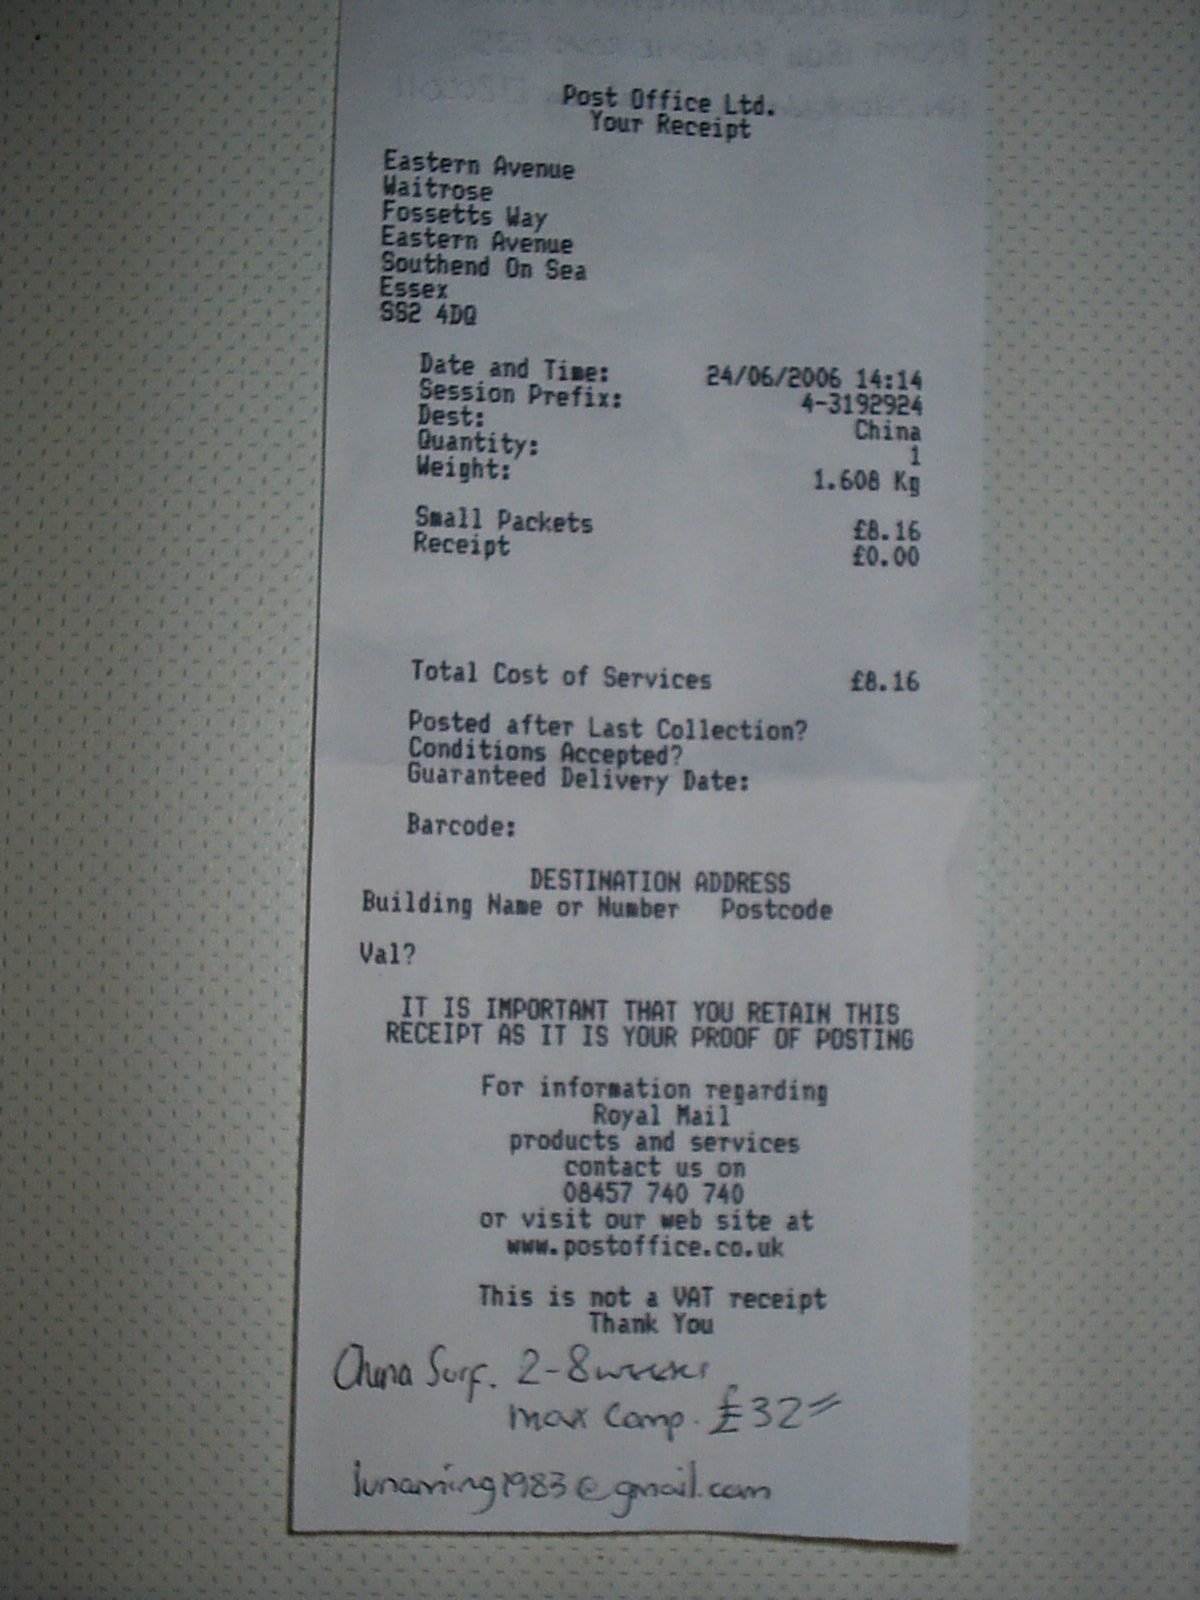 Post Office Ltd.
Your Receipt
Eastern Avenue
Waitrose
Fossetts Way
Eastern Avenue
Southend On Sea
Essex
SS2 4DQ
Date and Time: 24/06/2006 14:14
Session Prefix: 4-3192924
Dest: China
Quantity: 1
Weight: 1.608 Kg
Small Packets £8.16
Receipt £0.00
Total Cost of Services £8.16
Posted after Last Collection?
Conditions Accepted?
Guaranteed Delivery Date:
Barcode:
DESTINATION ADDRESS
Building Name or Number Postcode
Val?
IT IS IMPORTANT THAT YOU RETAIN THIS
RECEIPT AS IT IS YOUR PROOF OF POSTING
For information regarding
Royal Mail
products and services
contact us on
08457 740 740
or visit our web site at
www.postoffice.co.uk
This is not a VAT receipt
Thank You
China Surf. 2-8 weeks
max comp. £32=
lunarning1983@gmail.com